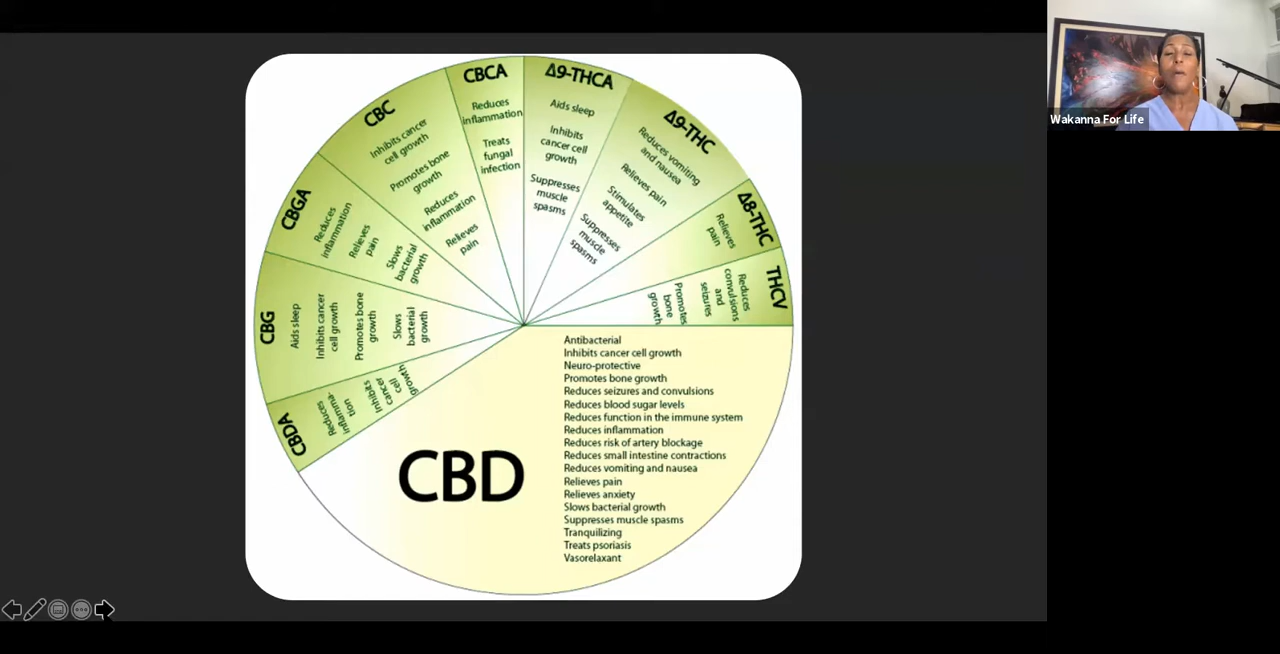 Wakanna For Life
CBCA
Reduces
inflammation
Treats
fungal
infection
Δ9-THCA
Aids sleep
Inhibits
cancer cell
growth
Suppresses
muscle
spasms
Δ9-THC
Reduces vomiting
and nausea
Relieves pain
Stimulates
appetite
Suppresses
muscle
spasms
Δ8-THC
Relieves
pain
THCV
Reduces
convulsions
and
seizures
Promotes
bone
growth
CBC
Inhibits cancer
cell growth
Promotes bone
growth
Reduces
inflammation
Relieves
pain
CBGA
Reduces
inflammation
Relieves
pain
Slows
bacterial
growth
CBG
Aids sleep
Inhibits cancer
cell growth
Promotes bone
growth
Slows
bacterial
growth
CBDA
Reduces
inflamma-
tion
Inhibits
cancer
cell
growth
CBD
Antibacterial
Inhibits cancer cell growth
Neuro-protective
Promotes bone growth
Reduces seizures and convulsions
Reduces blood sugar levels
Reduces function in the immune system
Reduces inflammation
Reduces risk of artery blockage
Reduces small intestine contractions
Reduces vomiting and nausea
Relieves pain
Relieves anxiety
Slows bacterial growth
Suppresses muscle spasms
Tranquilizing
Treats psoriasis
Vasorelaxant